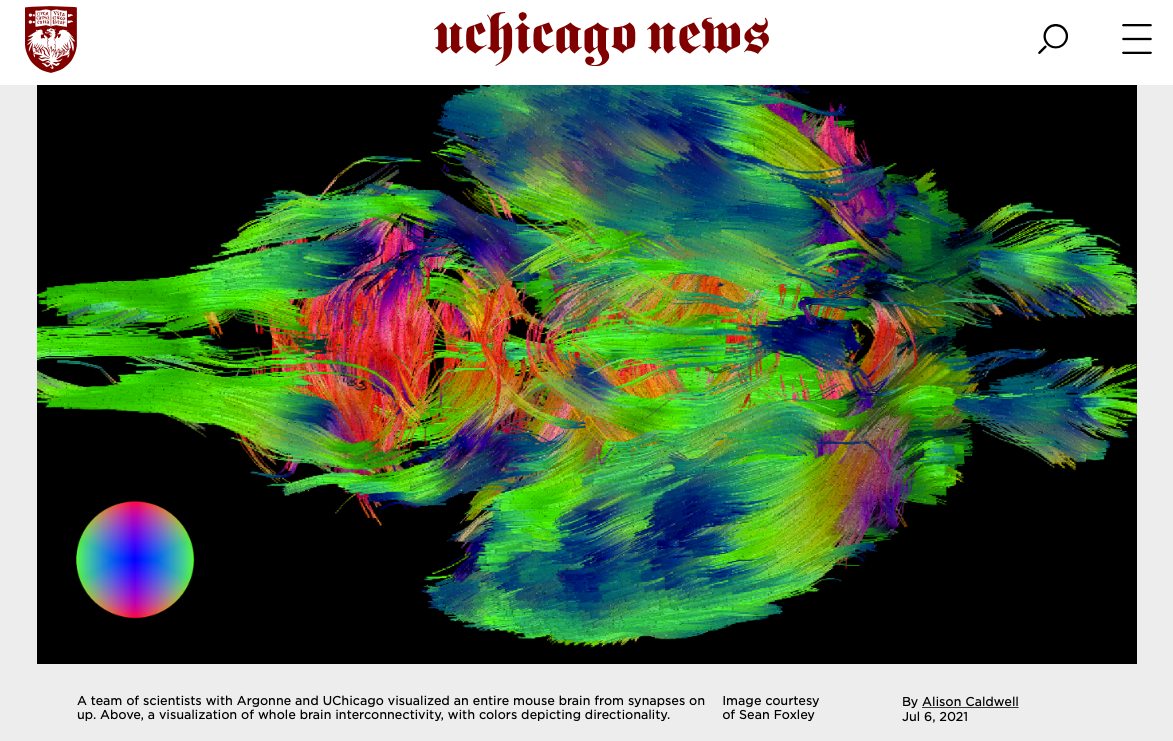 uchicago news
A team of scientists with Argonne and UChicago visualized an entire mouse brain from synapses on
up. Above, a visualization of whole brain interconnectivity, with colors depicting directionality.
Image courtesy
of Sean Foxley
By Alison Caldwell
Jul 6, 2021